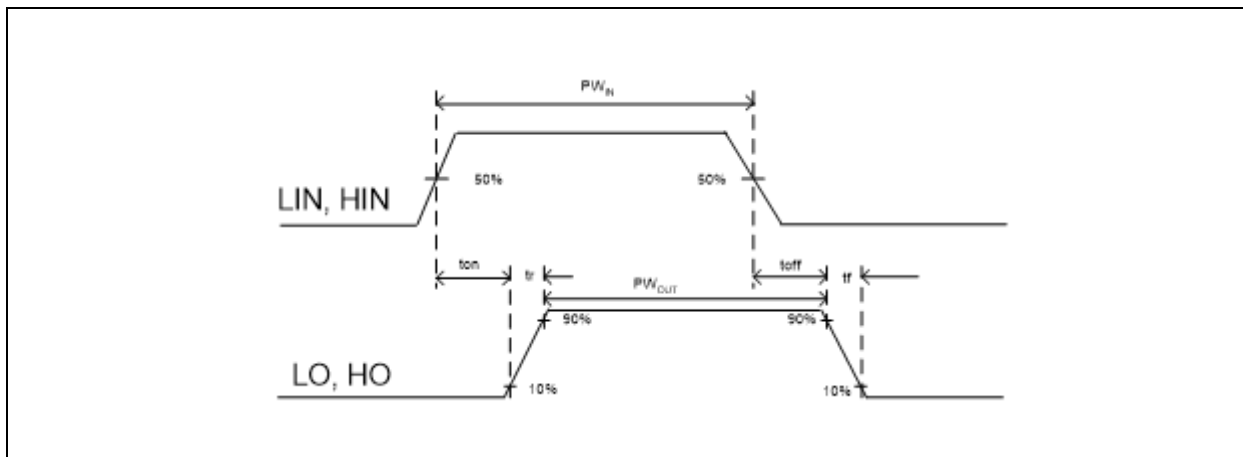 PW_IN
50%
50%
LIN, HIN
ton
tr
toff
tf
PW_OUT
90%
90%
LO, HO
10%
10%